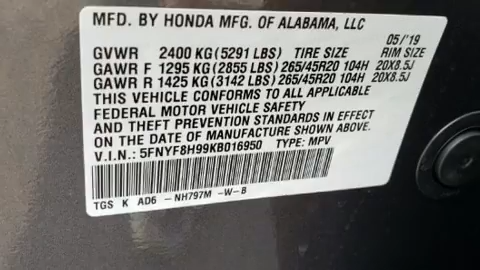 MFD. BY HONDA MFG. OF ALABAMA, LLC
05/'19
GVWR 2400 KG (5291 LBS) TIRE SIZE RIM SIZE
GAWR F 1295 KG (2855 LBS) 265/45R20 104H 20X8.5J
GAWR R 1425 KG (3142 LBS) 265/45R20 104H 20X8.5J
THIS VEHICLE CONFORMS TO ALL APPLICABLE
FEDERAL MOTOR VEHICLE SAFETY
AND THEFT PREVENTION STANDARDS IN EFFECT
ON THE DATE OF MANUFACTURE SHOWN ABOVE.
V.I.N.: 5FNYF8H99KB016950 TYPE: MPV
TGS K AD6 -NH797M -W-B